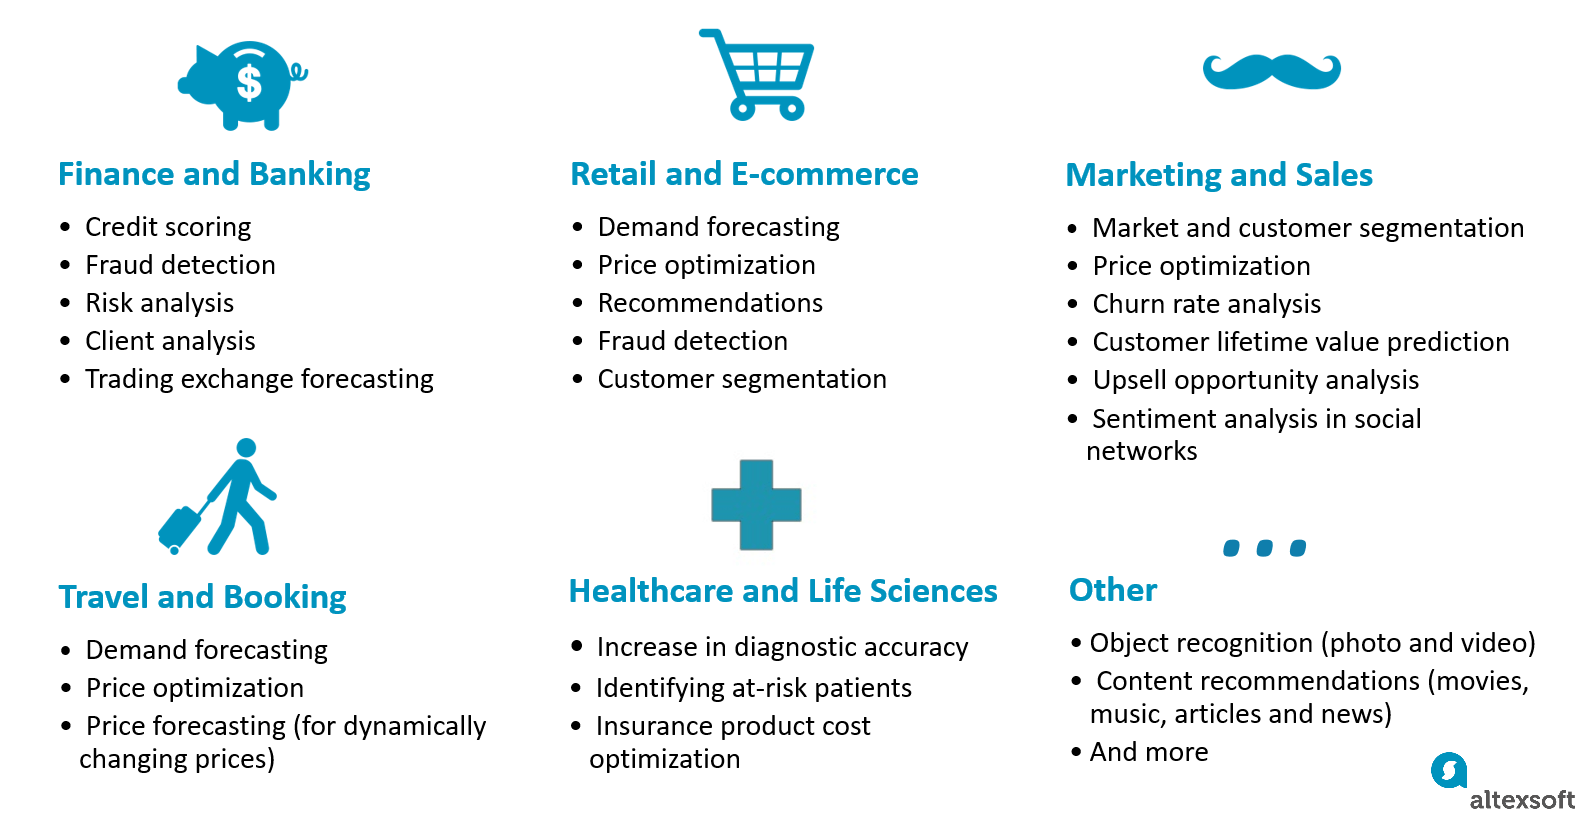 $
Finance and Banking
• Credit scoring
• Fraud detection
• Risk analysis
• Client analysis
• Trading exchange forecasting
Retail and E-commerce
• Demand forecasting
• Price optimization
• Recommendations
• Fraud detection
• Customer segmentation
Marketing and Sales
• Market and customer segmentation
• Price optimization
• Churn rate analysis
• Customer lifetime value prediction
• Upsell opportunity analysis
• Sentiment analysis in social
networks
Travel and Booking
• Demand forecasting
• Price optimization
• Price forecasting (for dynamically
changing prices)
Healthcare and Life Sciences
• Increase in diagnostic accuracy
• Identifying at-risk patients
• Insurance product cost
optimization
Other
• Object recognition (photo and video)
• Content recommendations (movies,
music, articles and news)
• And more
altexsoft